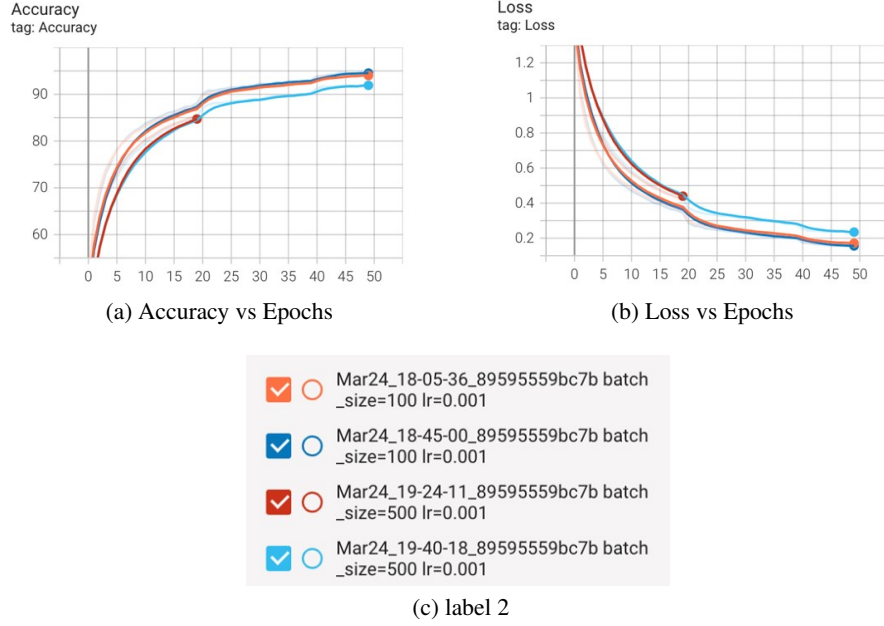 Accuracy
tag: Accuracy
90
80
70
60
0 5 10 15 20 25 30 35 40 45 50
(a) Accuracy vs Epochs
Loss
tag: Loss
1.2
1
0.8
0.6
0.4
0.2
0 5 10 15 20 25 30 35 40 45 50
(b) Loss vs Epochs
Mar24_18-05-36_89595559bc7b batch
_size=100 lr=0.001
Mar24_18-45-00_89595559bc7b batch
_size=100 lr=0.001
Mar24_19-24-11_89595559bc7b batch
_size=500 lr=0.001
Mar24_19-40-18_89595559bc7b batch
_size=500 lr=0.001
(c) label 2